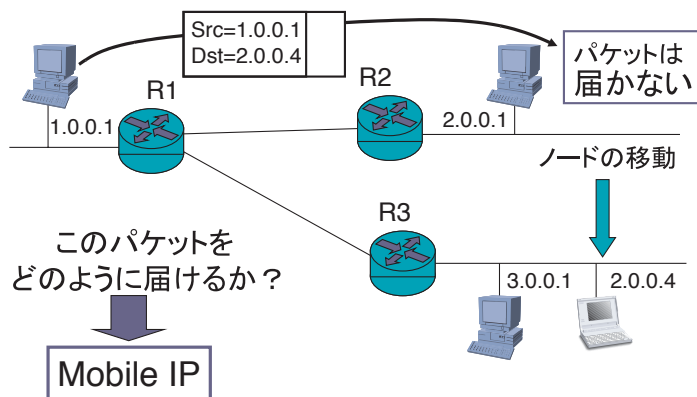 Src=1.0.0.1
Dst=2.0.0.4
パケットは
届かない
R1
R2
1.0.0.1
2.0.0.1
ノードの移動
R3
このパケットを
どのように届けるか？
3.0.0.1
2.0.0.4
Mobile IP